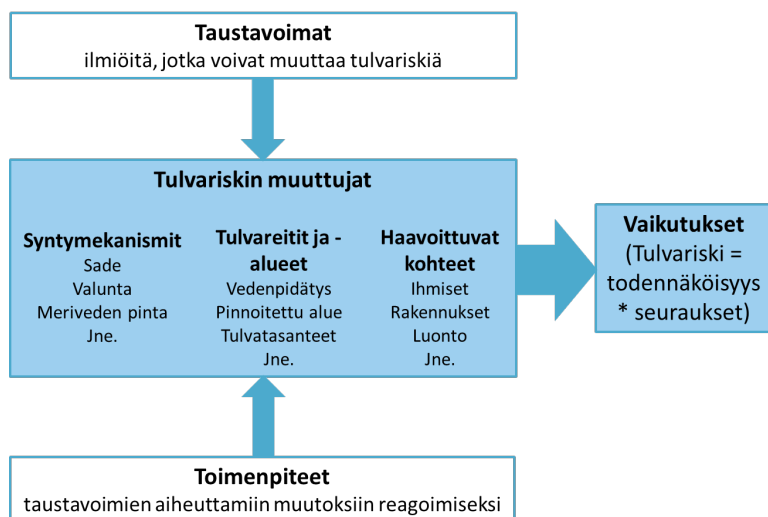 Taustavoimat
ilmiöitä, jotka voivat muuttaa tulvariskiä
Tulvariskin muuttujat
Syntymekanismit
Sade
Valunta
Meriveden pinta
Jne.
Tulvareitit ja -
alueet
Vedenpidätys
Pinnoitettu alue
Tulvatasanteet
Jne.
Haavoittuvat
kohteet
Ihmiset
Rakennukset
Luonto
Jne.
Vaikutukset
(Tulvariski =
todennäköisyys
* seuraukset)
Toimenpiteet
taustavoimien aiheuttamiin muutoksiin reagoimiseksi